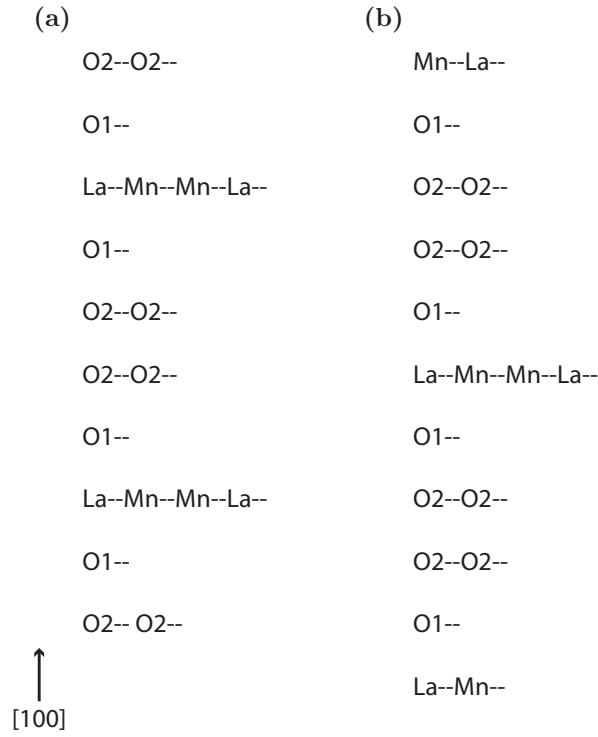 (a)
O2--O2--
O1--
La--Mn--Mn--La--
O1--
O2--O2--
O2--O2--
O1--
La--Mn--Mn--La--
O1--
O2-- O2--
[100]
(b)
Mn--La--
O1--
O2--O2--
O2--O2--
O1--
La--Mn--Mn--La--
O1--
O2--O2--
O2--O2--
O1--
La--Mn--